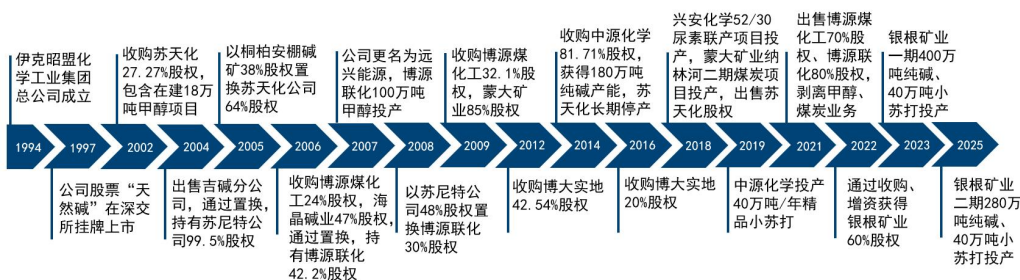 伊克昭盟化
学工业集团
总公司成立
收购苏天化
27.27%股权，
包含在建18万
吨甲醇项目
以桐柏安棚碱
矿38%股权置
换苏天化公司
64%股权
公司更名为远
兴能源，博源
联化100万吨
甲醇投产
收购博源煤
化工32.1%股
权，蒙大矿
业85%股权
收购中源化学
81.71%股权，
获得180万吨
纯碱产能，苏
天化长期停产
兴安化学52/30
尿素联产项目投
产，蒙大矿业纳
林河二期煤炭项
目投产，出售苏
天化股权
出售博源煤
化工70%股
权、博源联
化80%股权，
剥离甲醇、
煤炭业务
银根矿业
一期400万
吨纯碱、
40万吨小
苏打投产
1994
1997
2002
2004
2005
2006
2007
2008
2009
2012
2014
2016
2018
2019
2021
2022
2023
2025
公司股票“天
然碱”在深交
所挂牌上市
出售吉碱分公
司，通过置换，
持有苏尼特公
司99.5%股权
收购博源煤化
工24%股权，海
晶碱业47%股权，
通过置换，持
有博源联化
42.2%股权
以苏尼特公
司48%股权置
换博源联化
30%股权
收购博大实地
42.54%股权
收购博大实地
20%股权
中源化学投产
40万吨/年精
品小苏打
通过收购、
增资获得
银根矿业
60%股权
银根矿业
二期280万
吨纯碱、
40万吨小
苏打投产